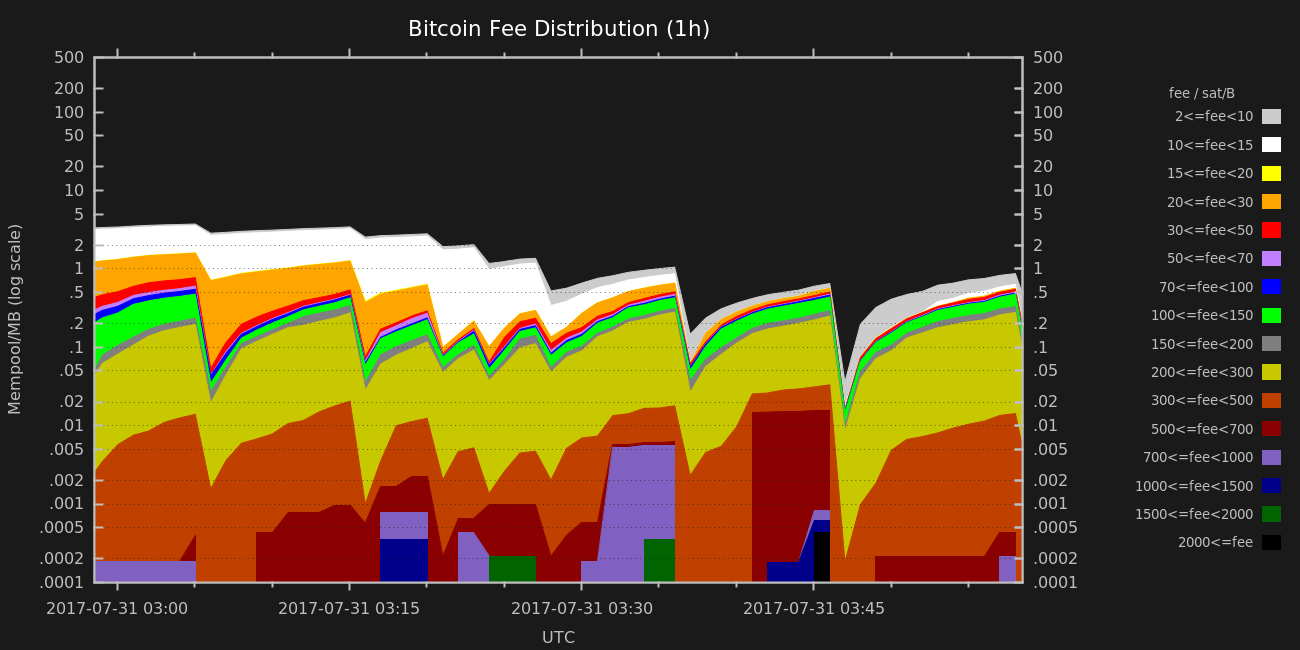 Bitcoin Fee Distribution (1h)
500 500
200 200
100 100
50 50
20 20
10 10
5 5
2 2
1 1
.5 .5
.2 .2
.1 .1
.05 .05
.02 .02
.01 .01
.005 .005
.002 .002
.001 .001
.0005 .0005
.0002 .0002
.0001 .0001
Mempool/MB (log scale)
2017-07-31 03:00 2017-07-31 03:15 2017-07-31 03:30 2017-07-31 03:45
UTC
fee / sat/B
2<=fee<10
10<=fee<15
15<=fee<20
20<=fee<30
30<=fee<50
50<=fee<70
70<=fee<100
100<=fee<150
150<=fee<200
200<=fee<300
300<=fee<500
500<=fee<700
700<=fee<1000
1000<=fee<1500
1500<=fee<2000
2000<=fee